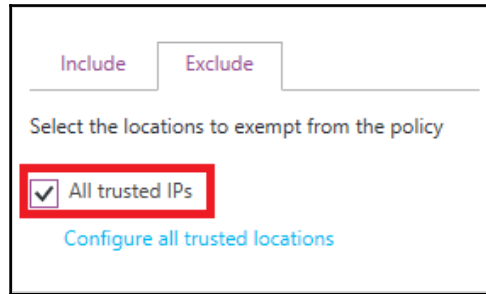 Include Exclude
Select the locations to exempt from the policy
All trusted IPs
Configure all trusted locations